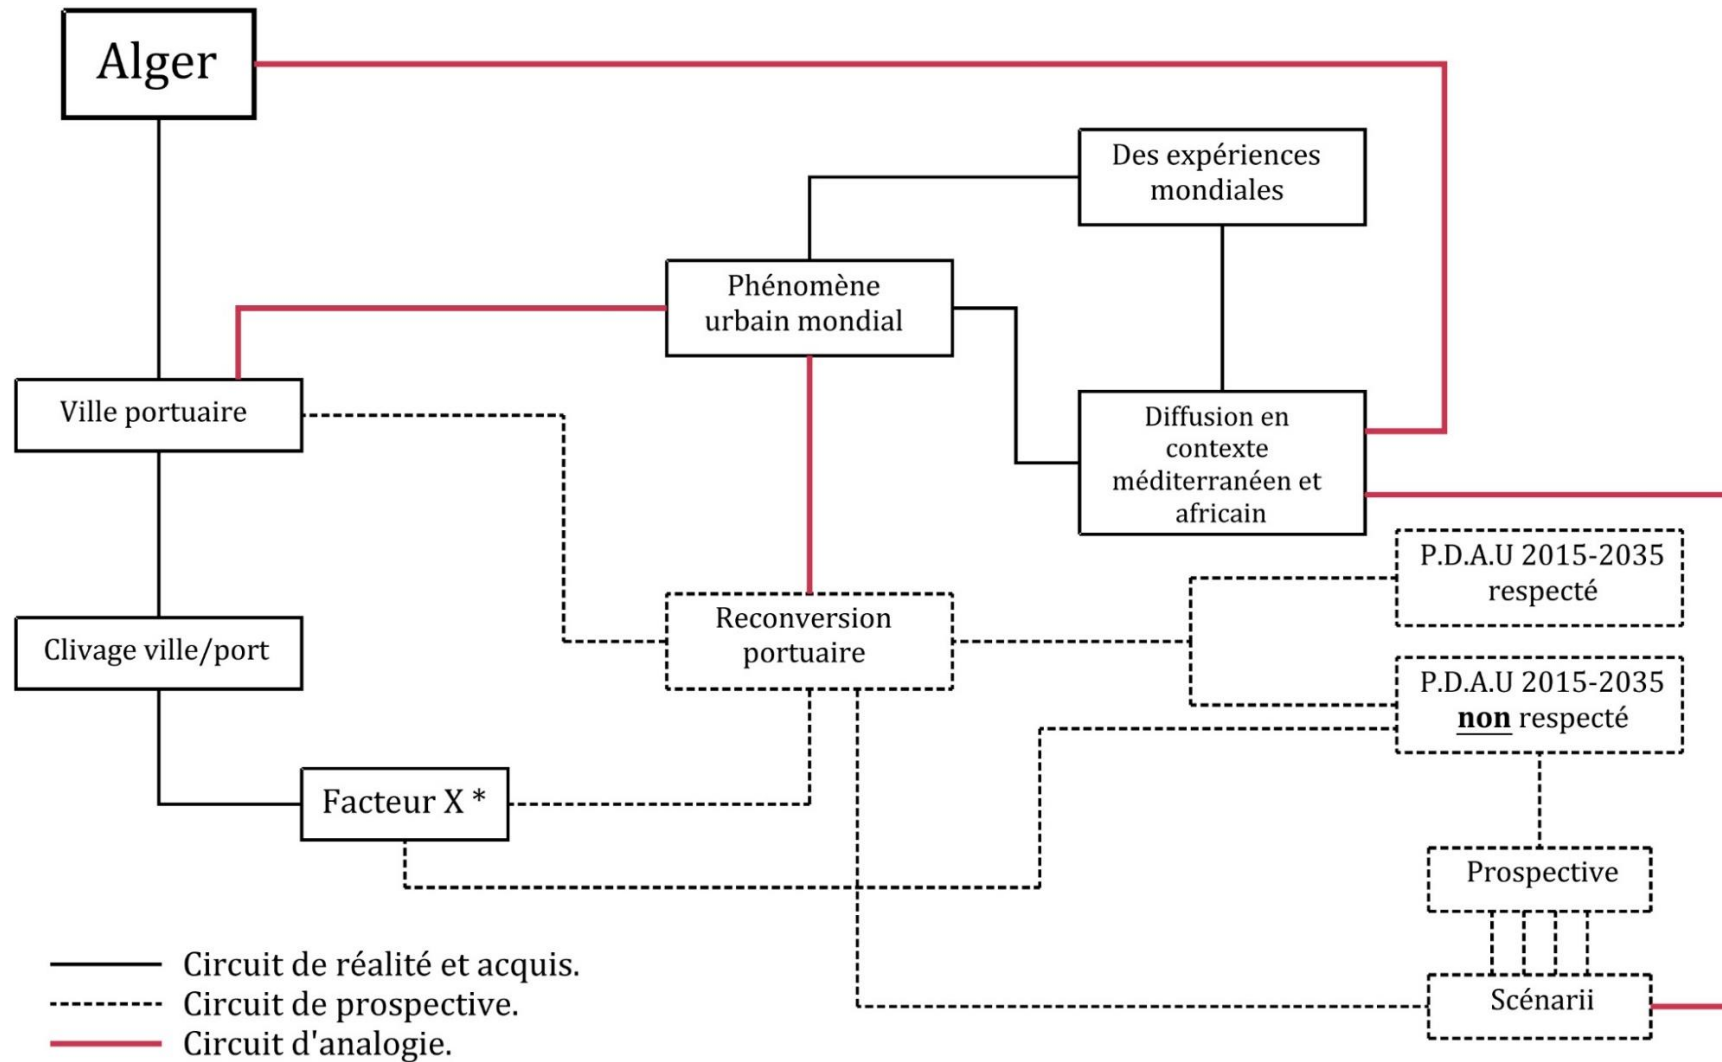 Alger
Des expériences
mondiales
Phénomène
urbain mondial
Ville portuaire
Diffusion en
contexte
méditerranéen et
africain
P.D.A.U 2015-2035
respecté
Reconversion
portuaire
Clivage ville/port
P.D.A.U 2015-2035
non respecté
Facteur X *
Prospective
Scénarii
Circuit de réalité et acquis.
Circuit de prospective.
Circuit d'analogie.